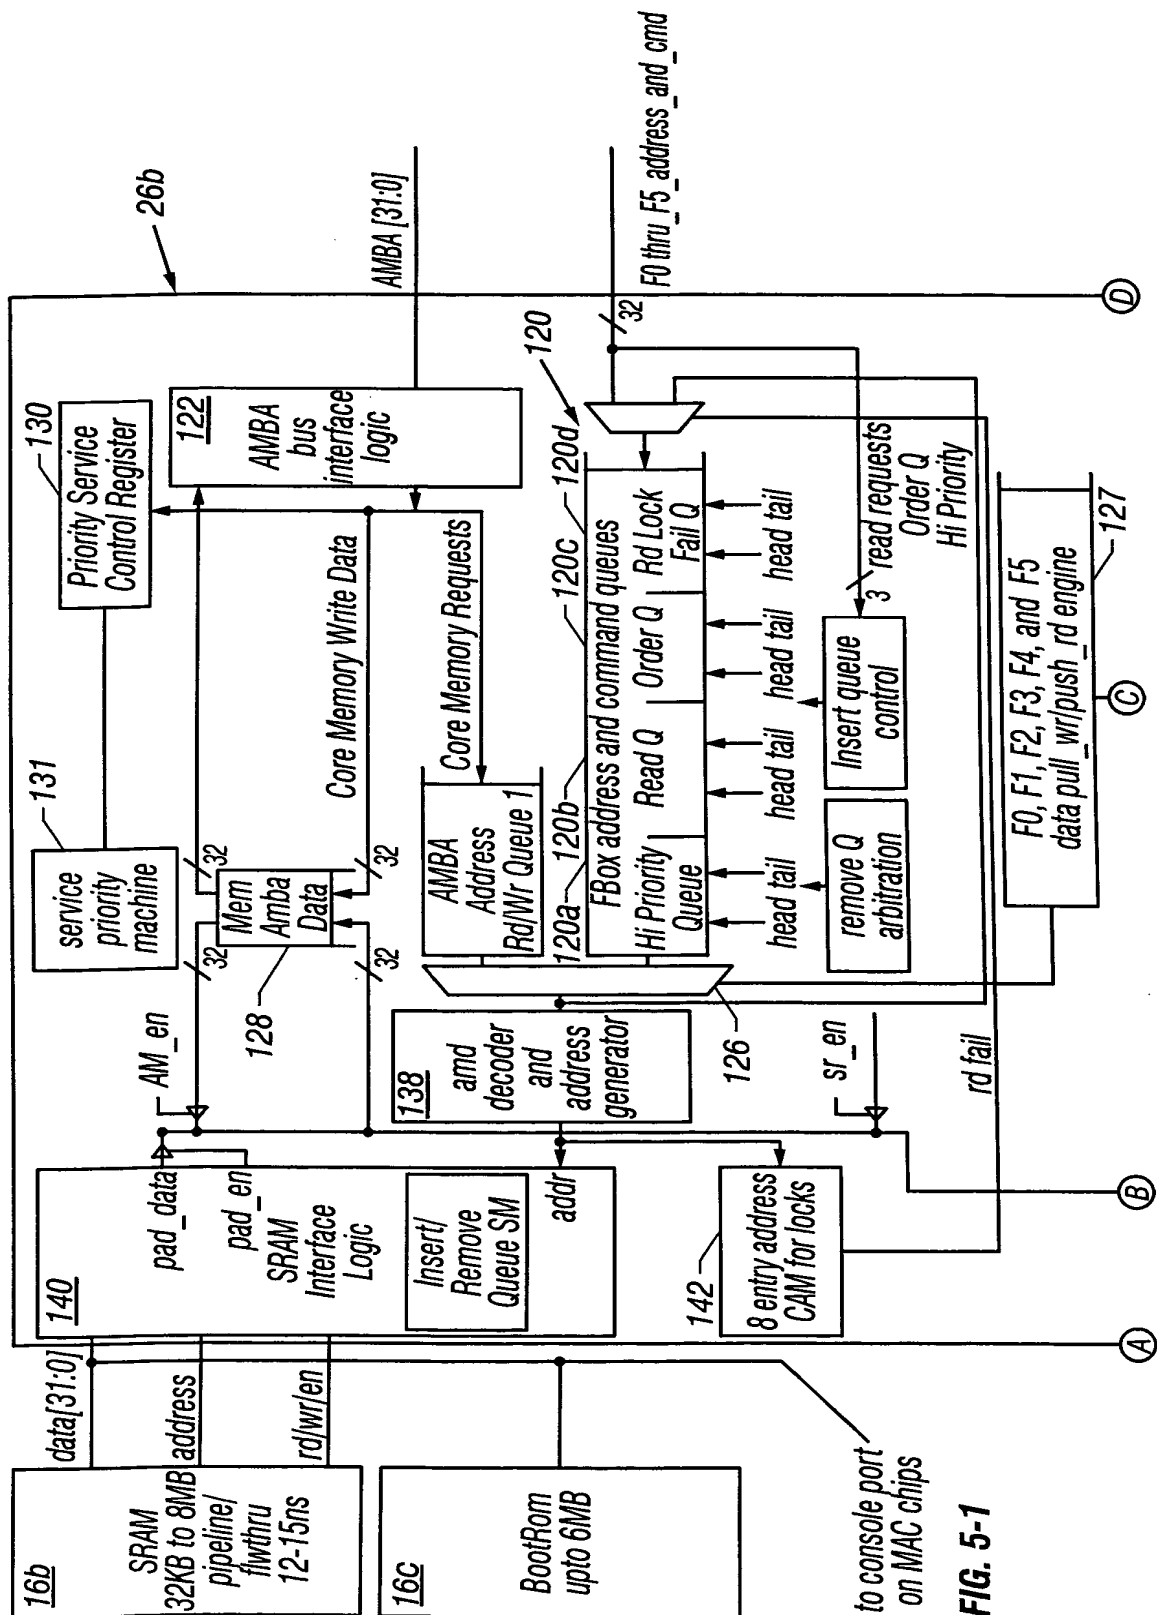 16b
SRAM
32KB to 8MB
pipeline/
flwthru
12-15ns
data[31:0]
address
rd/wr/en
16c
BootRom
upto 6MB
to console port
on MAC chips
FIG. 5-1
140
pad_data
pad_en
SRAM
Interface
Logic
Insert/
Remove
Queue SM
addr
142
8 entry address
CAM for locks
A
B
AM_en
128
32
Mem
Amba
Data
32
32
32
138
amd
decoder
and
address
generator
126
sr_en
rd fail
131
service
priority
machine
130
Priority Service
Control Register
Core Memory Write Data
Core Memory Requests
AMBA
Address
Rd/Wr Queue 1
122
AMBA
bus
interface
logic
AMBA [31:0]
26b
120a
120b
120c
120d
120
FBox address and command queues
Hi Priority
Queue
Read Q
Order Q
Rd Lock
Fail Q
head tail
head tail
head tail
head tail
remove Q
arbitration
Insert queue
control
3
read requests
Order Q
Hi Priority
32
F0 thru_F5_address_and_cmd
F0, F1, F2, F3, F4, and F5
data pull_wr/push_rd engine
127
C
D